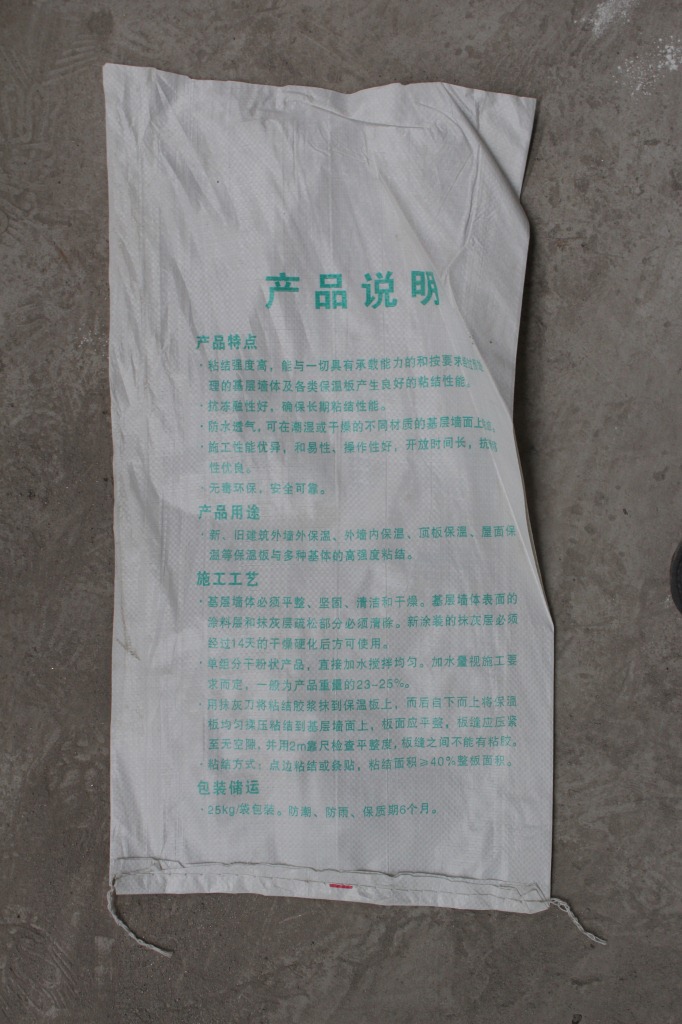 产品说明
产品特点
·粘结强度高，能与一切具有承载能力的和按要求
理的基层墙体及各类保温板产生良好的粘结性能。
·抗冻融性好，确保长期粘结性能。
·防水透气，可在潮湿或干燥的不同材质的基层墙面上
·施工性能优异，和易性、操作性好，开放时间长，抗
性优良。
·无毒环保，安全可靠。
产品用途
·新、旧建筑外墙外保温、外墙内保温、顶板保温、屋面保
温等保温饭与多种基体的高强度粘结。
施工工艺
·基层墙体必须平整、坚固、清洁和干燥。基层墙体表面的
涂料层和抹灰层疏松部分必须清除。新涂装的抹灰层必须
经过14天的干燥硬化后方可使用。
·单组分干粉状产品，直接加水搅拌均匀。加水量视施工要
求而定，一般为产品重量的23-25%。
·用抹灰刀将粘结胶浆抹到保温板上，而后自下而上将保温
板均匀揉压粘结到基层墙面上，板面应平整，板缝应压紧
至无空隙，并用2m靠尺检查平整度，板缝之间不能有粘胶。
·粘结方式：点边粘结或条贴，粘结面积≥40%整板面积。
包装储运
·25kg/袋包装。防潮、防雨、保质期6个月。